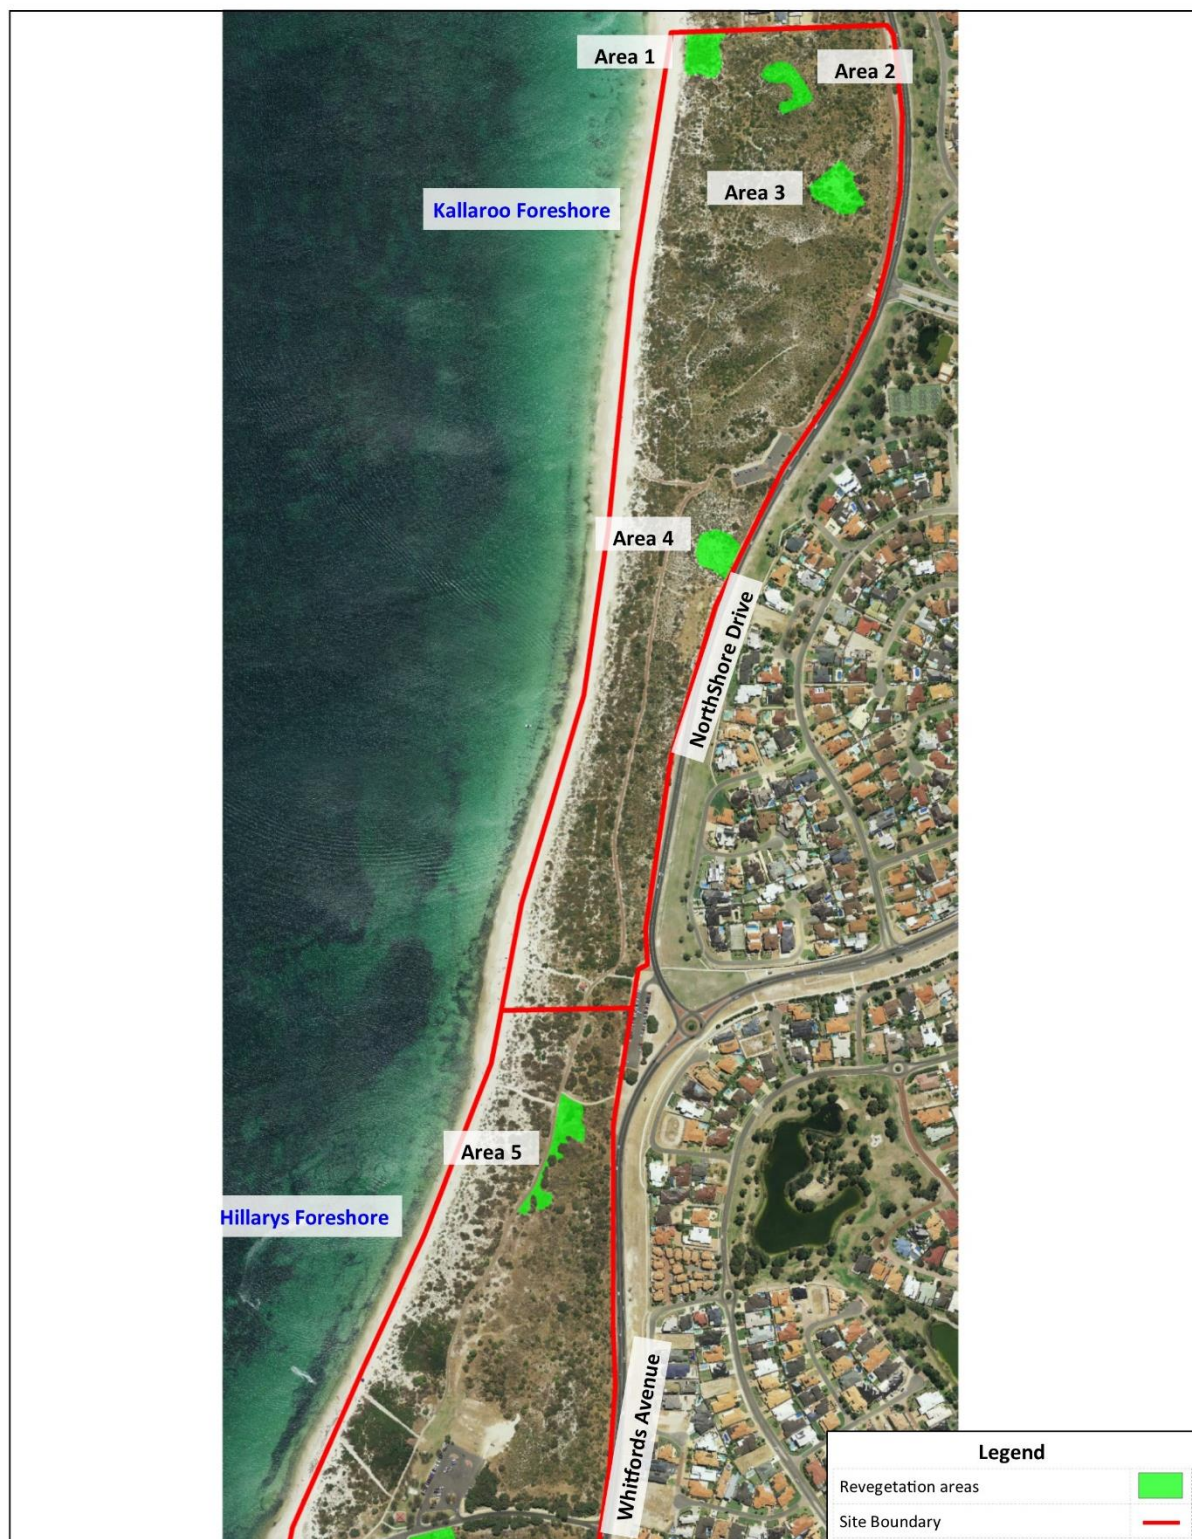 Area 1
Area 2
Area 3
Kallaroo Foreshore
Area 4
NorthShore Drive
Area 5
Hillarys Foreshore
Whitfords Avenue
Legend
Revegetation areas
Site Boundary